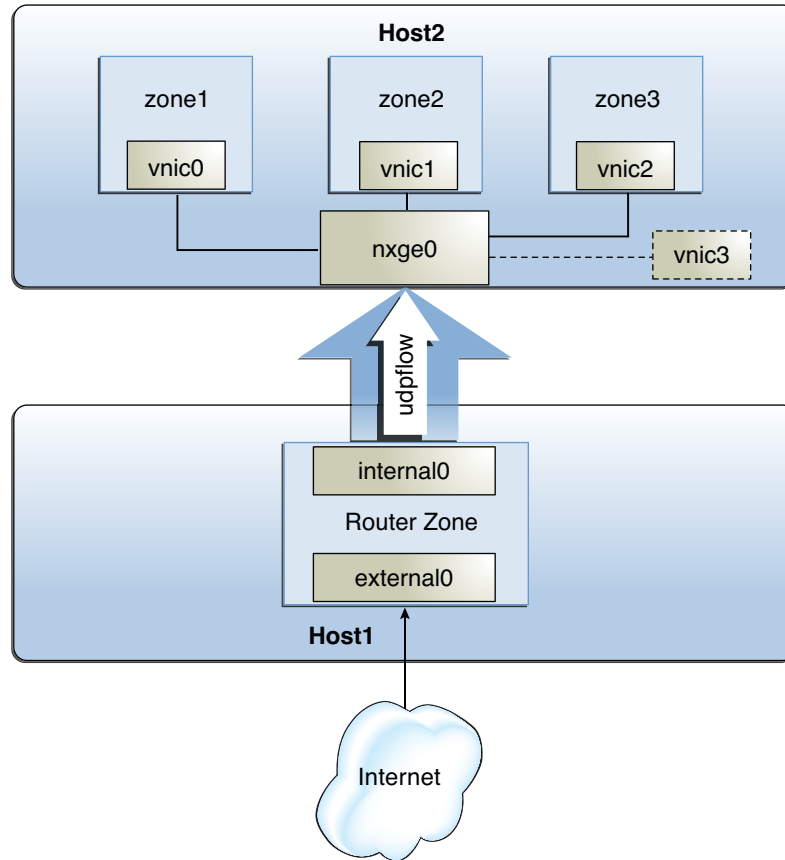 Host2
zone1
zone2
zone3
vnic0
vnic1
vnic2
nxge0
vnic3
udpflow
internal0
Router Zone
external0
Host1
Internet